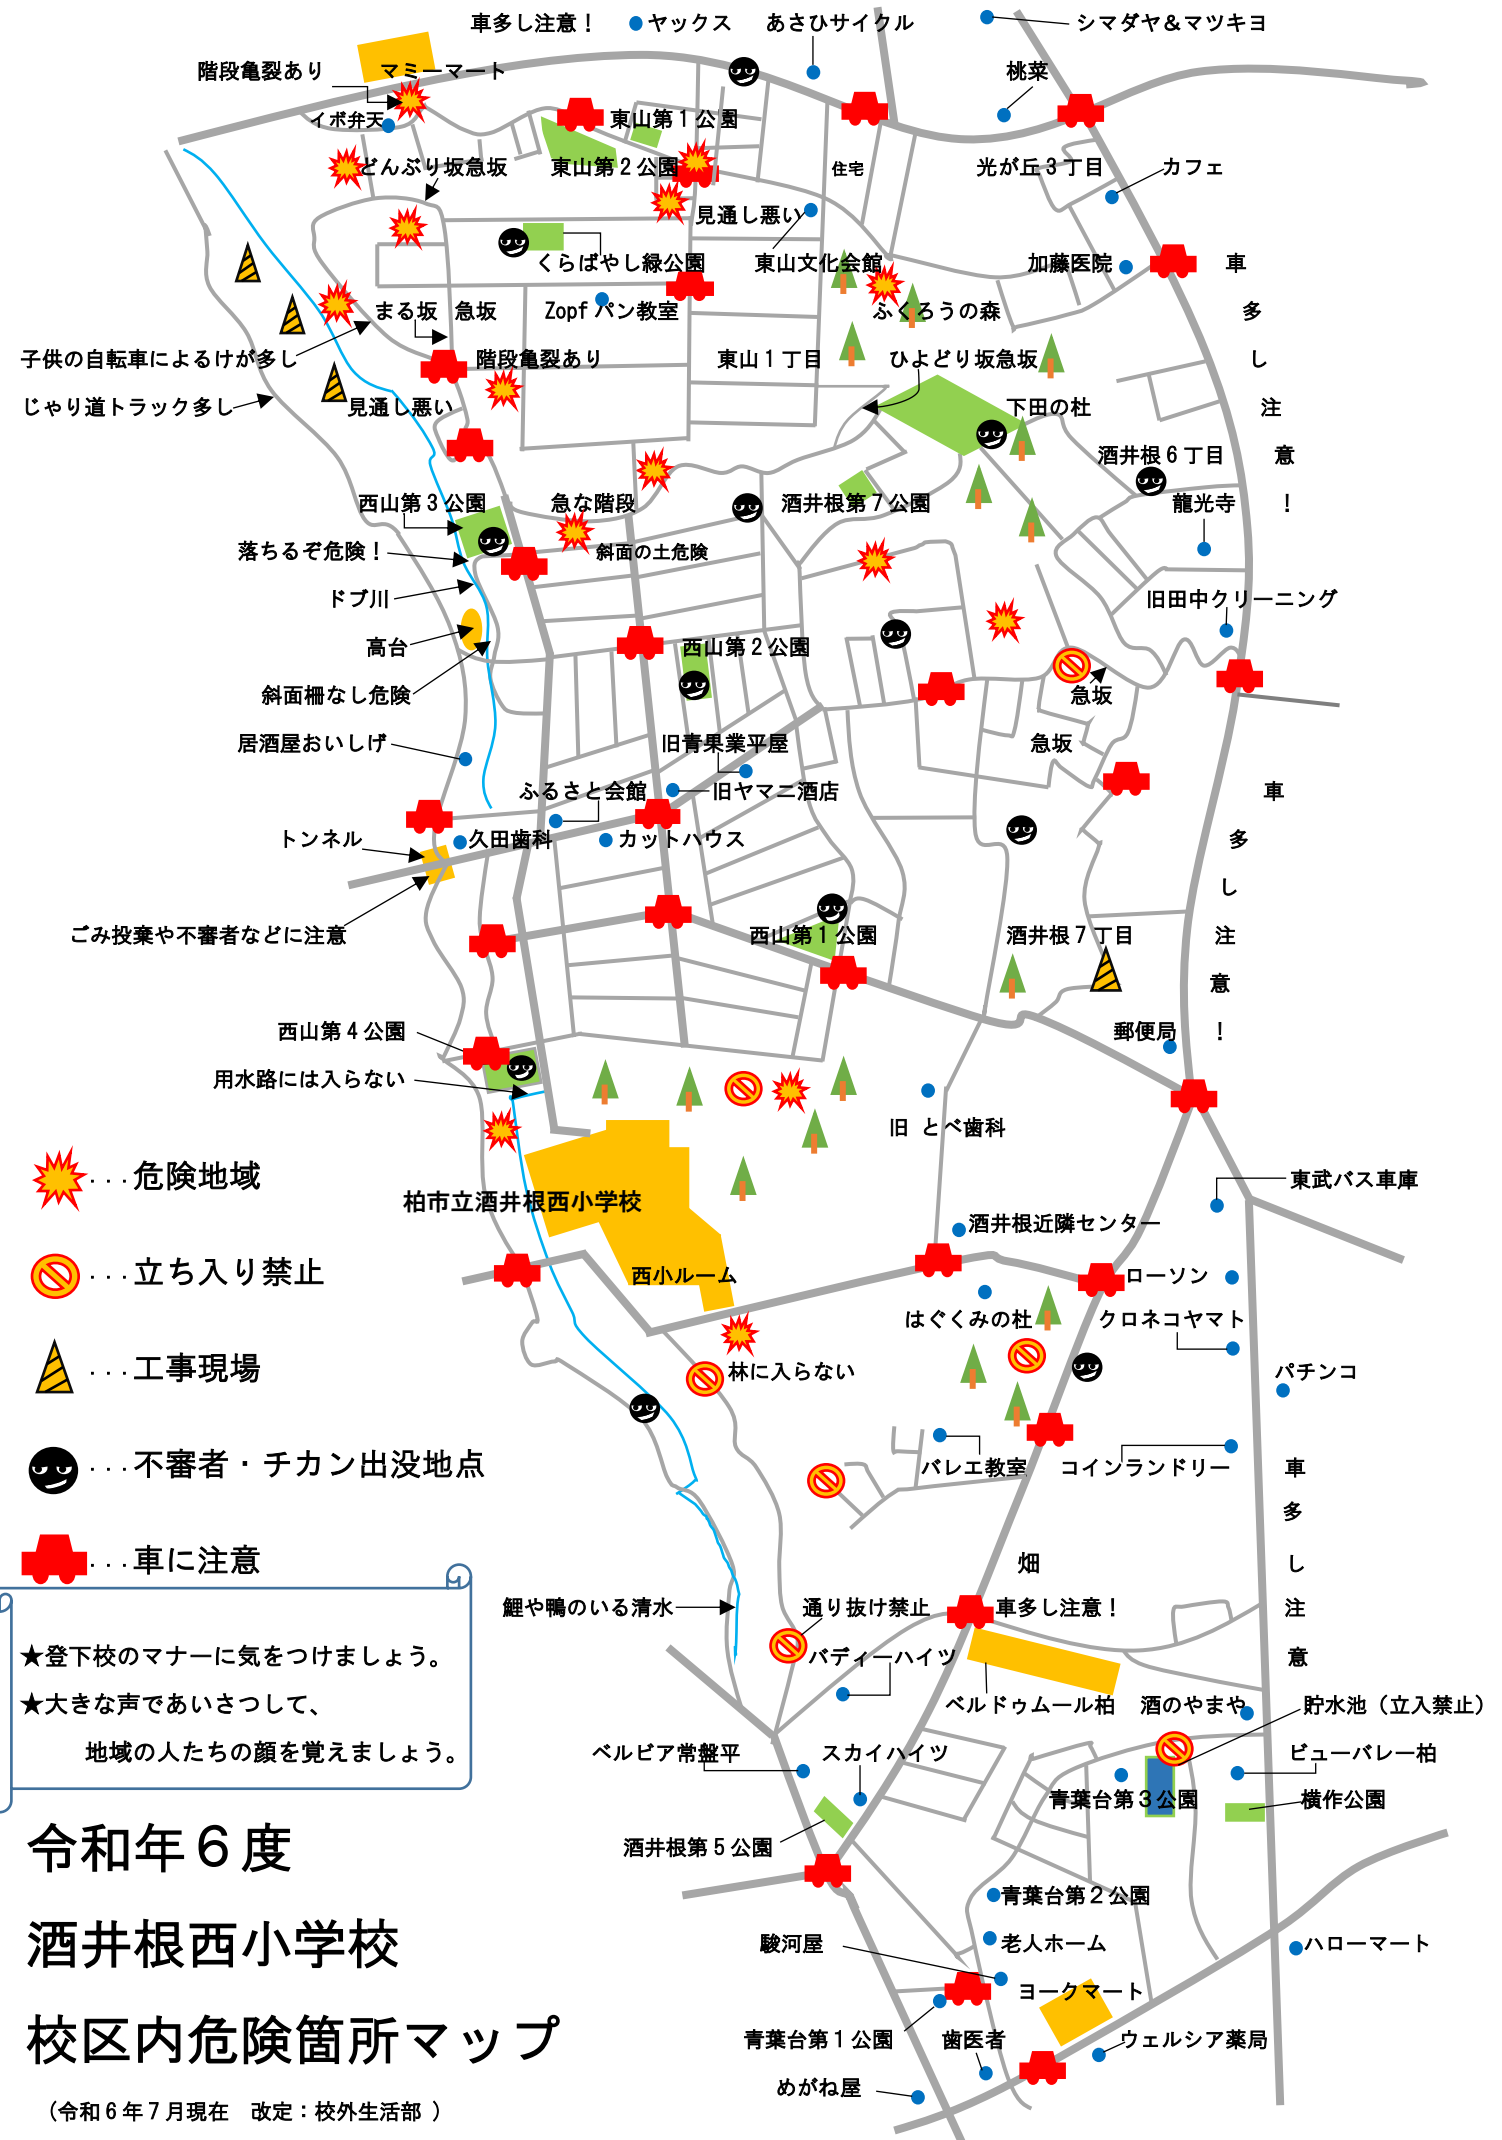 車多し注意！
ヤックス
あさひサイクル
シマダヤ＆マツキヨ
階段亀裂あり
マミーマート
桃菜
イボ弁天
東山第１公園
どんぶり坂急坂
東山第２公園
住宅
光が丘３丁目
カフェ
見通し悪い
くらばやし緑公園
東山文化会館
加藤医院
車多し注意！
まる坂　急坂
Zopf パン教室
ふくろうの森
子供の自転車によるけが多し
階段亀裂あり
東山１丁目
ひよどり坂急坂
じゃり道トラック多し
見通し悪い
下田の杜
酒井根６丁目
西山第３公園
急な階段
酒井根第７公園
龍光寺
落ちるぞ危険！
斜面の土危険
ドブ川
旧田中クリーニング
高台
西山第２公園
斜面柵なし危険
急坂
居酒屋おいしげ
旧青果業平屋
急坂
ふるさと会館
旧ヤマニ酒店
車多し注意！
トンネル
久田歯科
カットハウス
ごみ投棄や不審者などに注意
西山第１公園
酒井根７丁目
西山第４公園
郵便局
用水路には入らない
旧 とべ歯科
...危険地域
東武バス車庫
柏市立酒井根西小学校
酒井根近隣センター
...立ち入り禁止
西小ルーム
ローソン
はぐくみの杜
クロネコヤマト
...工事現場
林に入らない
パチンコ
...不審者・チカン出没地点
バレエ教室
コインランドリー
車多し注意
...車に注意
畑
鯉や鴨のいる清水
通り抜け禁止
車多し注意！
★登下校のマナーに気をつけましょう。
バディーハイツ
★大きな声であいさつして、
ベルドゥムール柏
酒のやまや
貯水池（立入禁止）
地域の人たちの顔を覚えましょう。
ベルビア常盤平
スカイハイツ
ビューバレー柏
青葉台第３公園
横作公園
令和年６度
酒井根第５公園
青葉台第２公園
酒井根西小学校
駿河屋
老人ホーム
ハローマート
ヨークマート
校区内危険箇所マップ
青葉台第１公園
歯医者
ウェルシア薬局
めがね屋
（令和６年７月現在　改定：校外生活部 ）